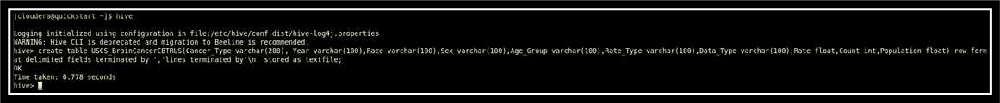 [cloudera@quickstart ~]$ hive
Logging initialized using configuration in file:/etc/hive/conf.dist/hive-log4j.properties
WARNING: Hive CLI is deprecated and migration to Beeline is recommended.
hive> create table USCS_BrainCancerCBTRUS(Cancer_Type varchar(200), Year varchar(100),Race varchar(100),Sex varchar(100),Age_Group varchar(100),Rate_Type varchar(100),Data_Type varchar(100),Rate float,Count int,Population float) row form
at delimited fields terminated by ','lines terminated by'\n' stored as textfile;
OK
Time taken: 0.778 seconds
hive>